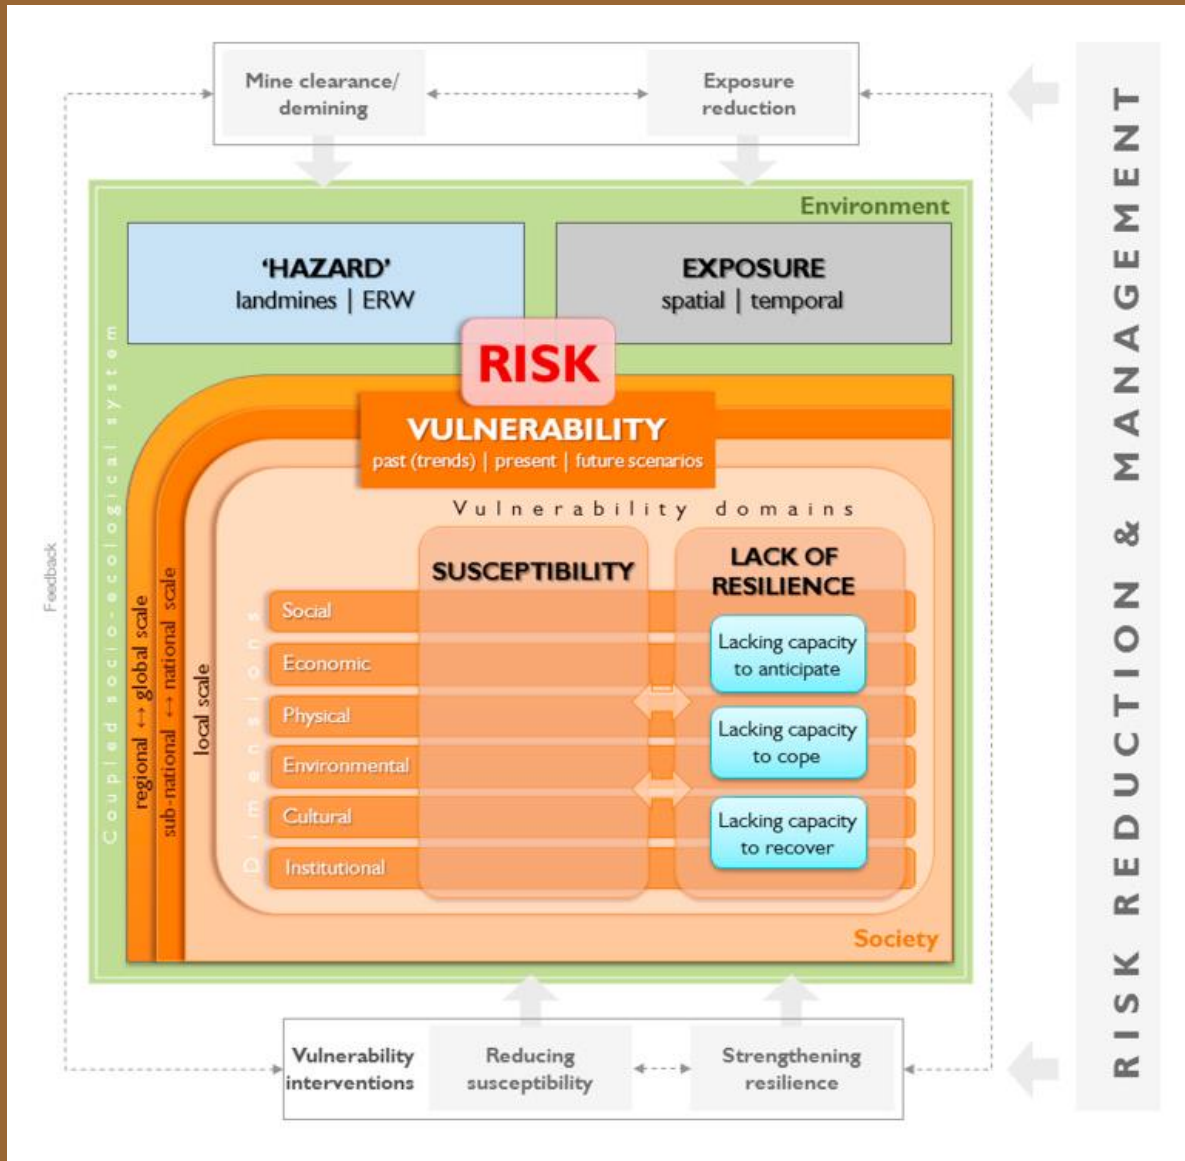 Mine clearance/
demining
Exposure
reduction
Environment
'HAZARD'
landmines | ERW
EXPOSURE
spatial | temporal
RISK
VULNERABILITY
past (trends) | present | future scenarios
Vulnerability domains
SUSCEPTIBILITY
LACK OF
RESILIENCE
Dimensions
Social
Economic
Physical
Environmental
Cultural
Institutional
Lacking capacity
to anticipate
Lacking capacity
to cope
Lacking capacity
to recover
Society
local scale
sub-national ↔ national scale
regional ↔ global scale
Coupled socio-ecological system
Feedback
Vulnerability
interventions
Reducing
susceptibility
Strengthening
resilience
RISK REDUCTION & MANAGEMENT